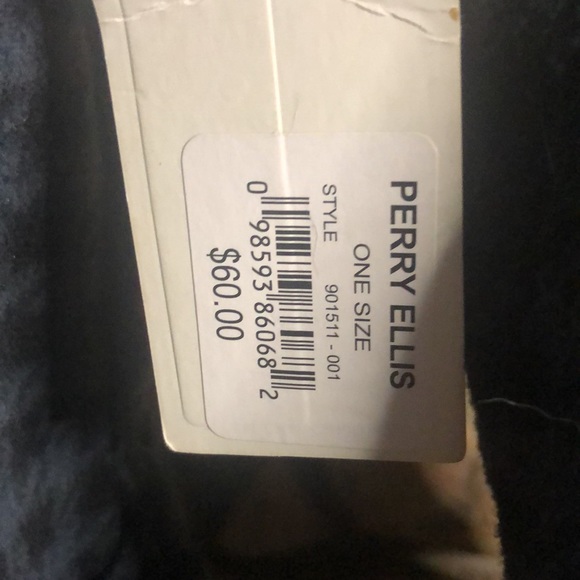 PERRY ELLIS
ONE SIZE
STYLE 901511 - 001
0 98593 86068 2
$60.00